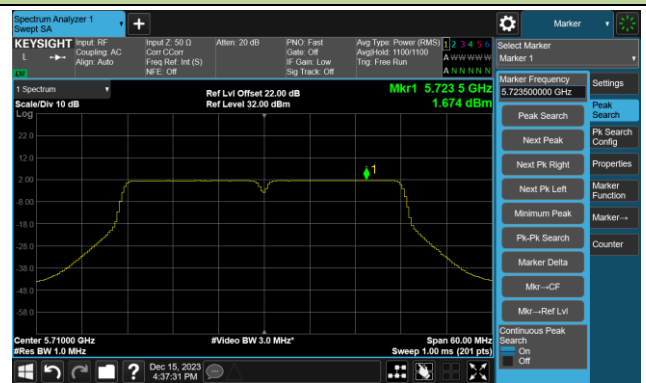 Spectrum Analyzer 1
Swept SA
Marker
KEYSIGHT
L
Input: RF
Coupling: AC
Align: Auto
Input Z: 50 Ω
Corr CCorr
Freq Ref: Int (S)
NFE: Off
Atten: 20 dB
PNO: Fast
Gate: Off
IF Gain: Low
Sig Track: Off
Avg Type: Power (RMS)
Avg|Hold: 1100/1100
Trig: Free Run
1 2 3 4 5 6
A W W W W W
A N N N N N
Select Marker
Marker 1
1 Spectrum
Scale/Div 10 dB
Log
Ref Lvl Offset 22.00 dB
Ref Level 32.00 dBm
Mkr1 5.723 5 GHz
1.674 dBm
Marker Frequency
5.723500000 GHz
Peak Search
Next Peak
Next Pk Right
Next Pk Left
Minimum Peak
Pk-Pk Search
Marker Delta
Mkr→CF
Mkr→Ref Lvl
Continuous Peak
Search
On
Off
Settings
Peak
Search
Pk Search
Config
Properties
Marker
Function
Marker→
Counter
22.0
12.0
2.00
-8.00
-18.0
-28.0
-38.0
-48.0
-58.0
1
Center 5.71000 GHz
#Res BW 1.0 MHz
#Video BW 3.0 MHz*
Span 60.00 MHz
Sweep 1.00 ms (201 pts)
?
Dec 15, 2023
4:37:31 PM